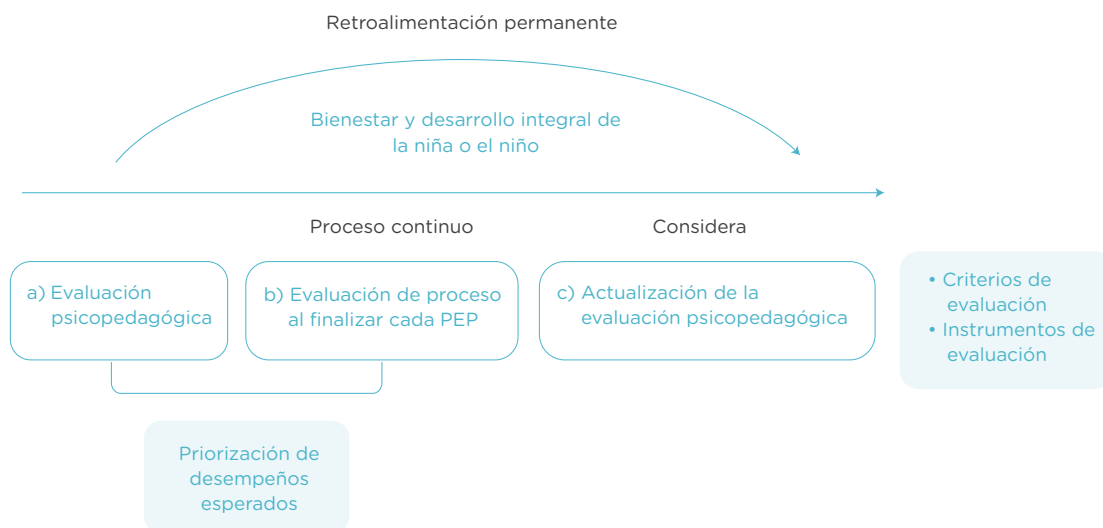 Retroalimentación permanente
Bienestar y desarrollo integral de
la niña o el niño
Proceso continuo
Considera
a) Evaluación
psicopedagógica
b) Evaluación de proceso
al finalizar cada PEP
c) Actualización de la
evaluación psicopedagógica
• Criterios de
evaluación
• Instrumentos de
evaluación
Priorización de
desempeños
esperados